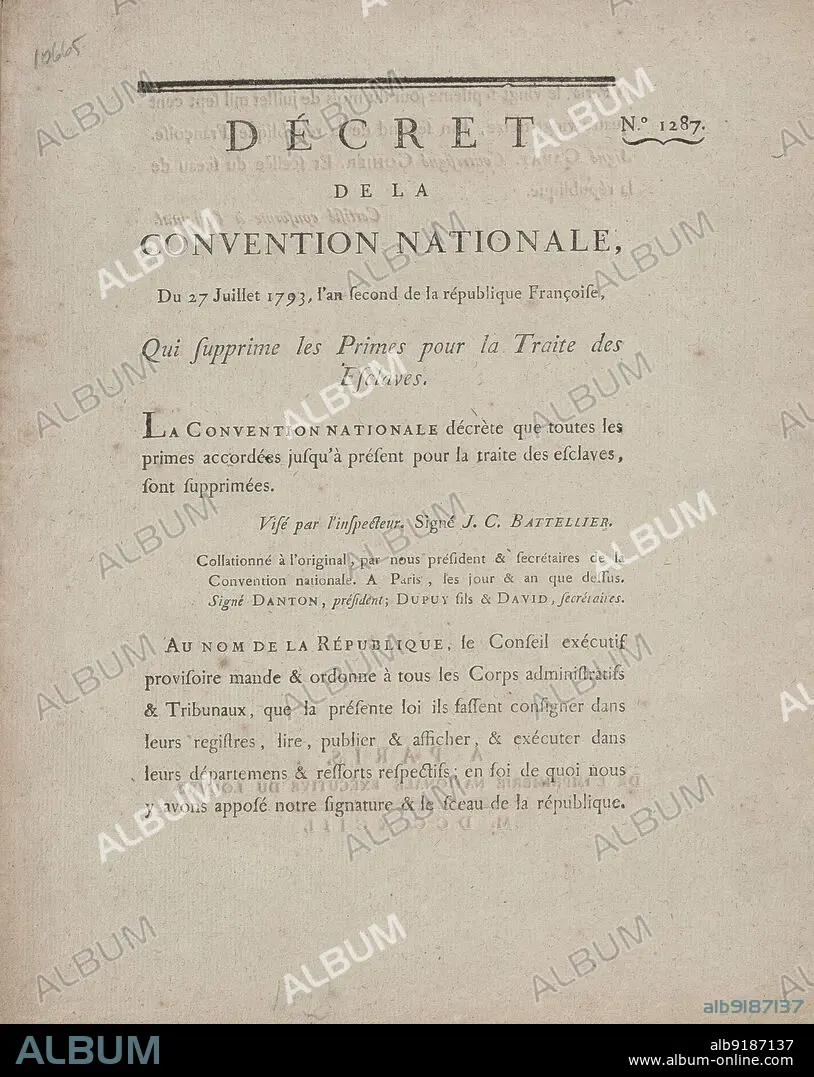 10665
DÉCRET
N.° 1287.
DE LA
CONVENTION NATIONALE,
Du 27 Juillet 1793, l'an ſecond de la république Françoiſe,
Qui ſupprime les Primes pour la Traite des
Eſclaves.
LA CONVENTION NATIONALE décrète que toutes les
primes accordées juſqu'à préſent pour la traite des eſclaves,
ſont ſupprimées.
Viſé par l'inſpecteur. Signé J. C. BATTELLIER.
Collationné à l'original, par nous préſident & ſecrétaires de la
Convention nationale. A Paris, les jour & an que deſſus.
Signé DANTON, préſident; DUPUY fils & DAVID, ſecrétaires.
AU NOM DE LA RÉPUBLIQUE, le Conſeil exécutif
proviſoire mande & ordonne à tous les Corps adminiſtratifs
& Tribunaux, que la préſente loi ils faſſent conſigner dans
leurs regiſtres, lire, publier & afficher, & exécuter dans
leurs départemens & reſſorts reſpectifs; en foi de quoi nous
y avons appoſé notre ſignature & le ſceau de la république.
alb9187137
ALBUM
alb9187137
www.album-online.com